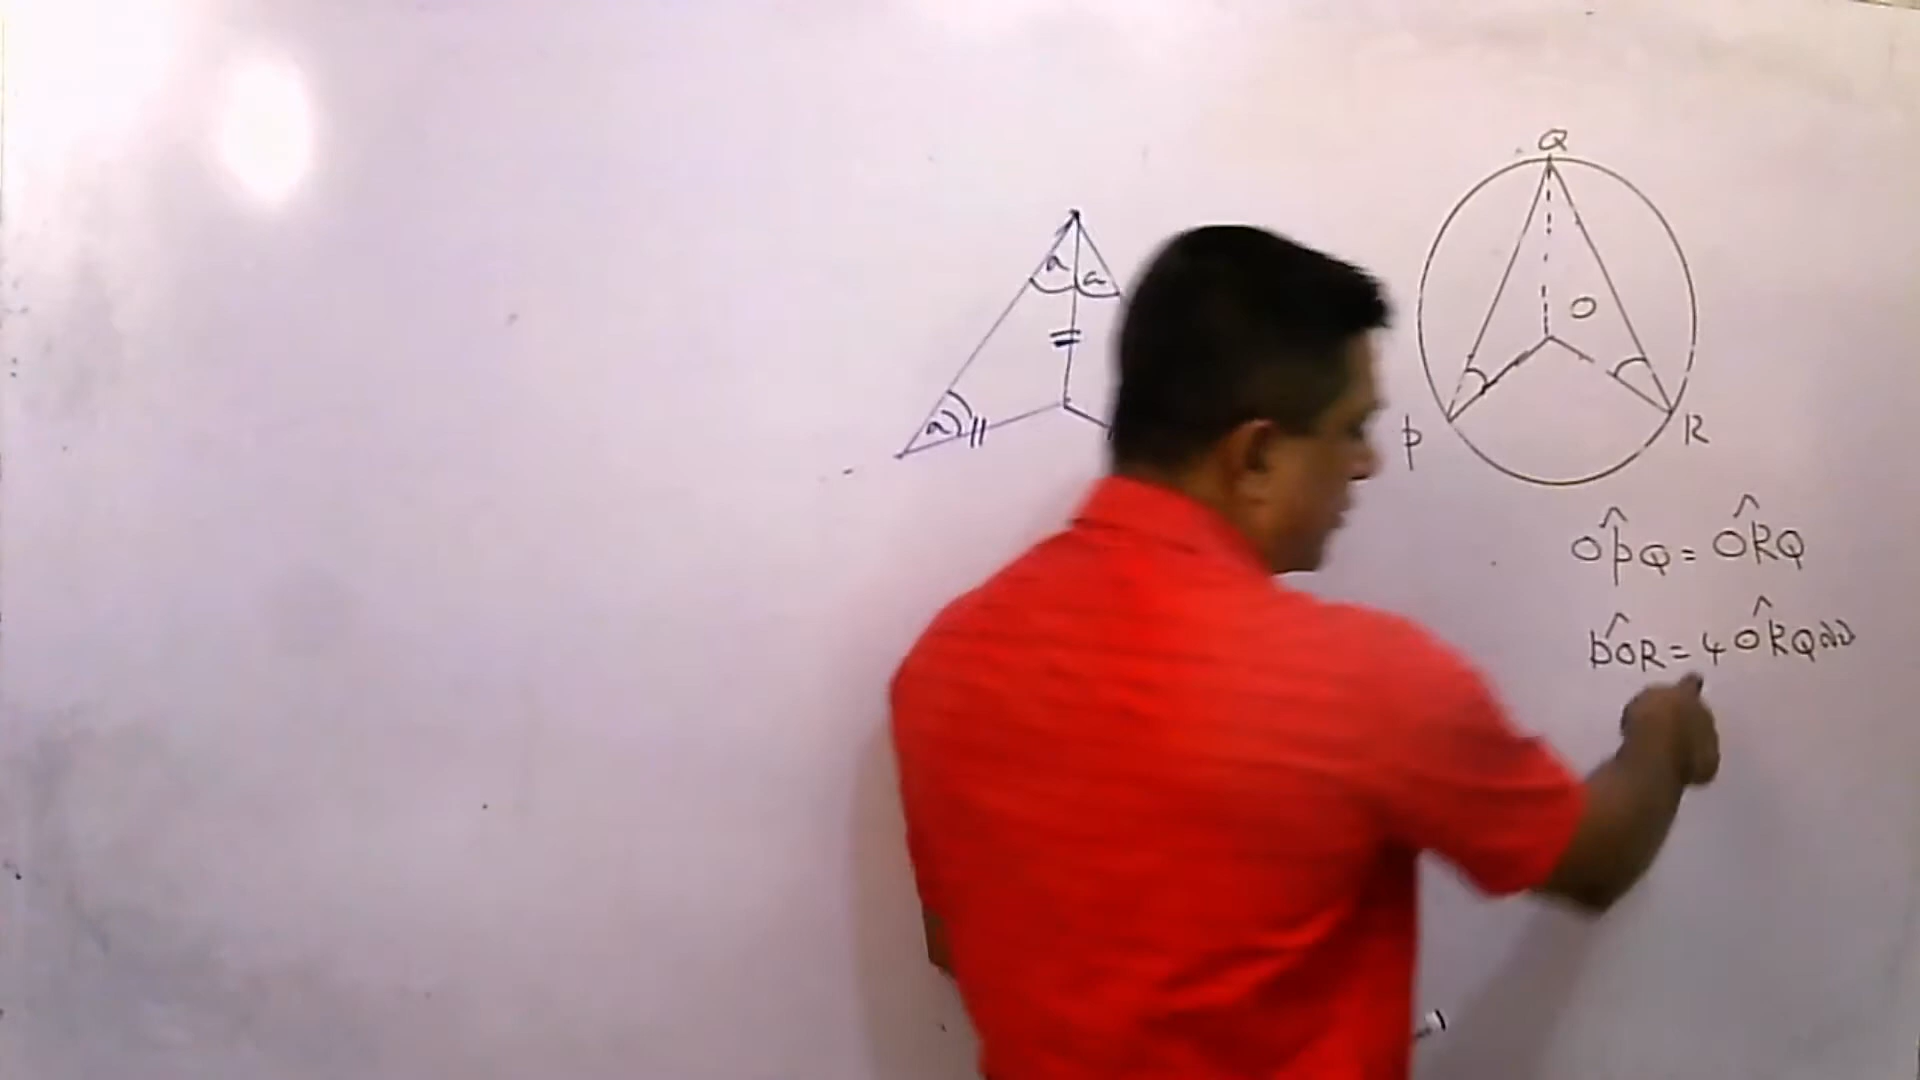 Q
a a
O
a
P
R
OP̂Q = OR̂Q
PÔR = 4 OR̂Q